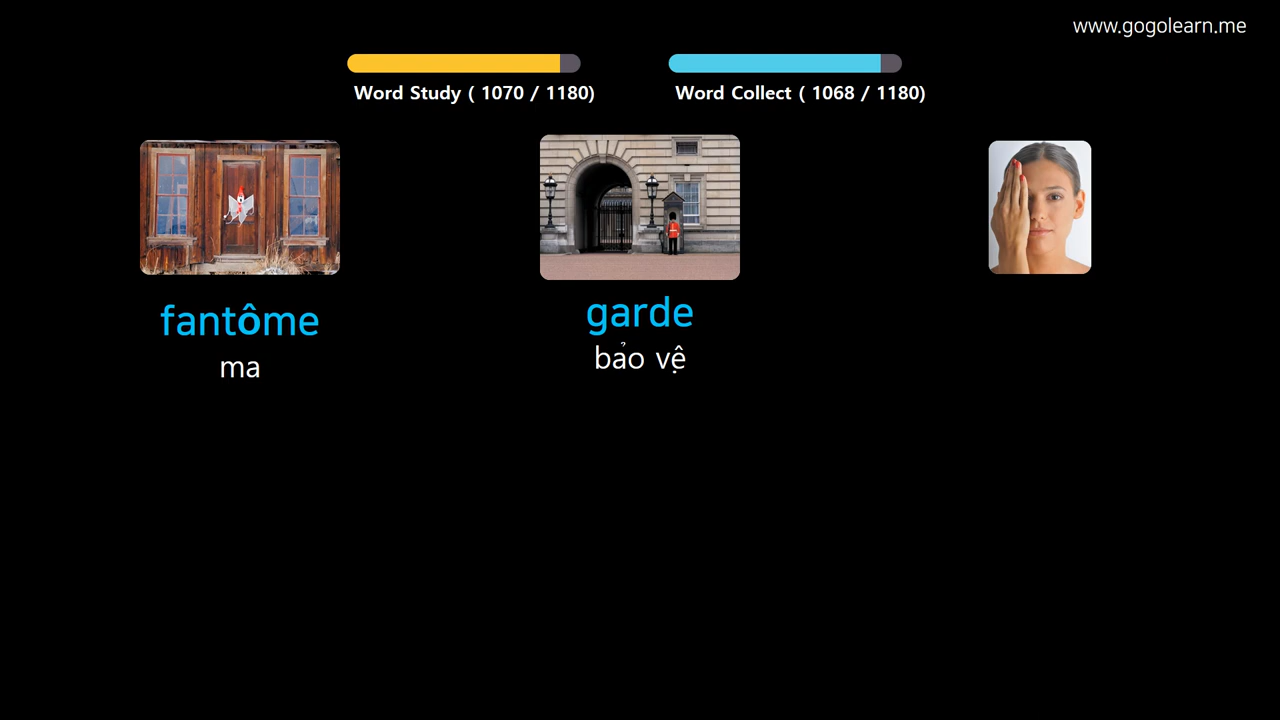 www.gogolearn.me
Word Study ( 1070 / 1180)
Word Collect ( 1068 / 1180)
fantôme
ma
garde
bảo vệ